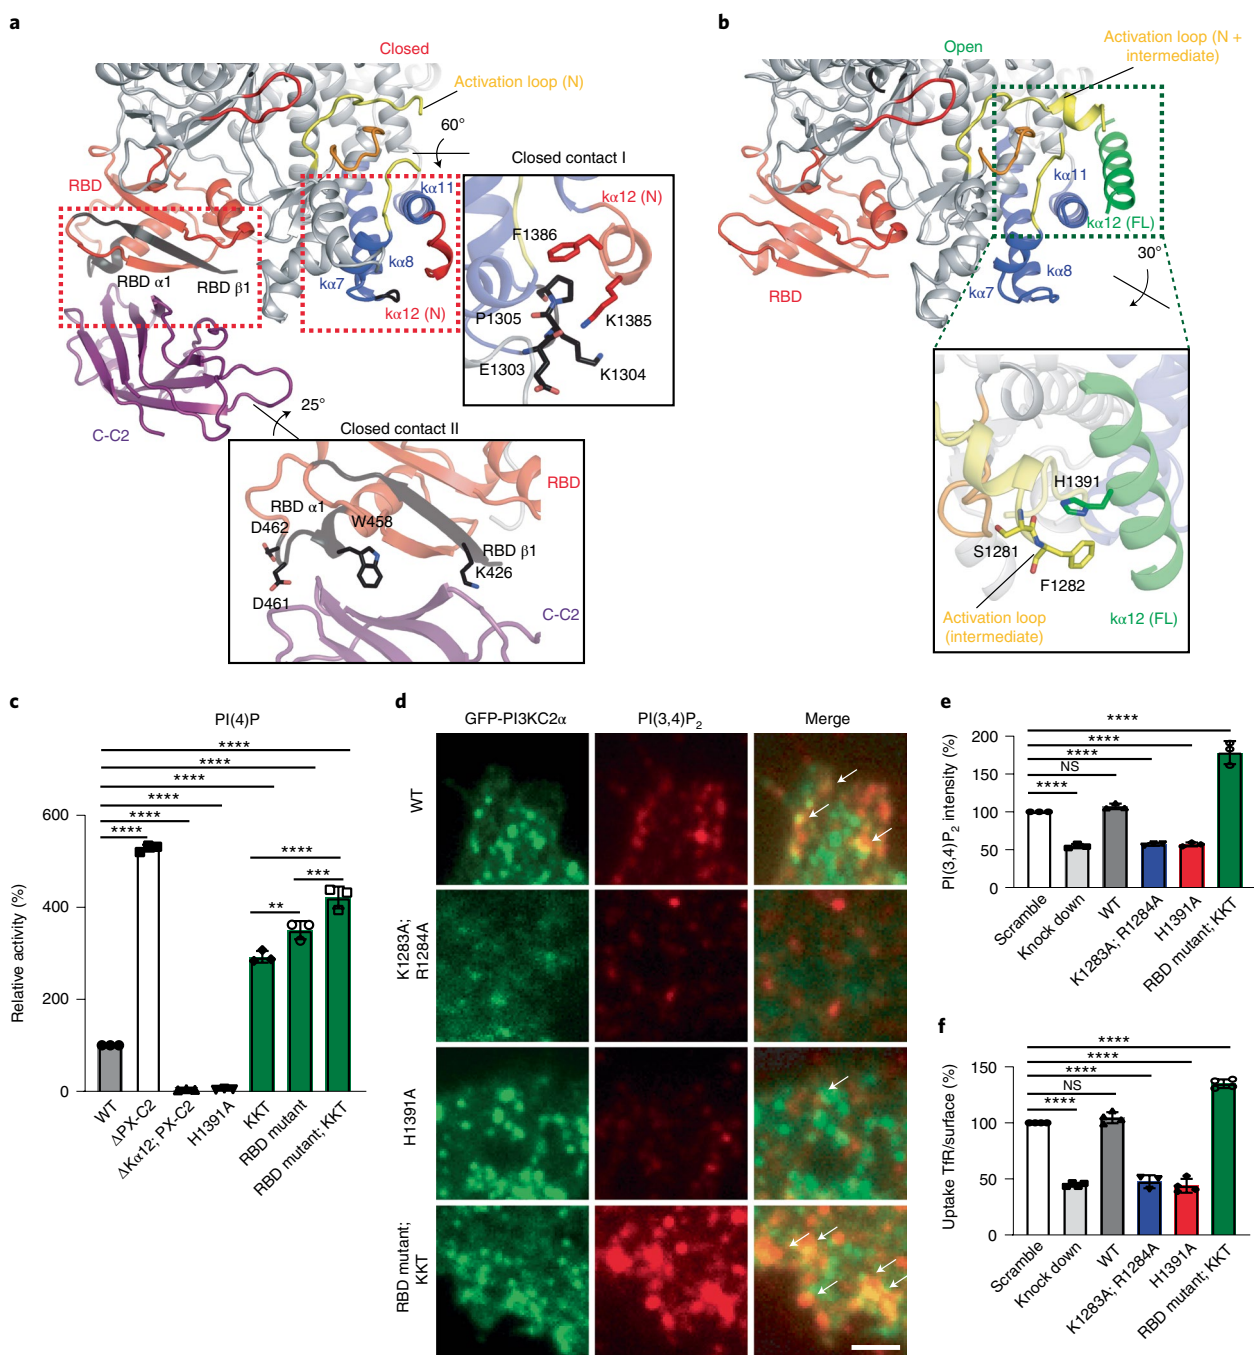 a
Closed
Activation loop (N)
60°
Closed contact I
RBD
kα11
kα12 (N)
F1386
RBD α1
RBD β1
kα8
kα7
kα12 (N)
P1305
K1385
E1303
K1304
C-C2
25°
Closed contact II
RBD
RBD α1
D462
W458
RBD β1
K426
D461
C-C2
b
Open
Activation loop (N +
intermediate)
kα11
kα12 (FL)
kα8
kα7
RBD
30°
H1391
S1281
F1282
Activation loop
(intermediate)
kα12 (FL)
c
PI(4)P
****
****
****
****
****
****
****
***
**
Relative activity (%)
600
400
200
0
WT
ΔPX-C2
ΔKα12; PX-C2
H1391A
KKT
RBD mutant
RBD mutant; KKT
d
GFP-PI3KC2α
PI(3,4)P2
Merge
WT
K1283A;
R1284A
H1391A
RBD mutant;
KKT
e
****
****
****
NS
****
PI(3,4)P2 intensity (%)
200
150
100
50
0
Scramble
Knock down
WT
K1283A; R1284A
H1391A
RBD mutant; KKT
f
****
****
****
NS
****
Uptake TfR/surface (%)
150
100
50
0
Scramble
Knock down
WT
K1283A; R1284A
H1391A
RBD mutant; KKT